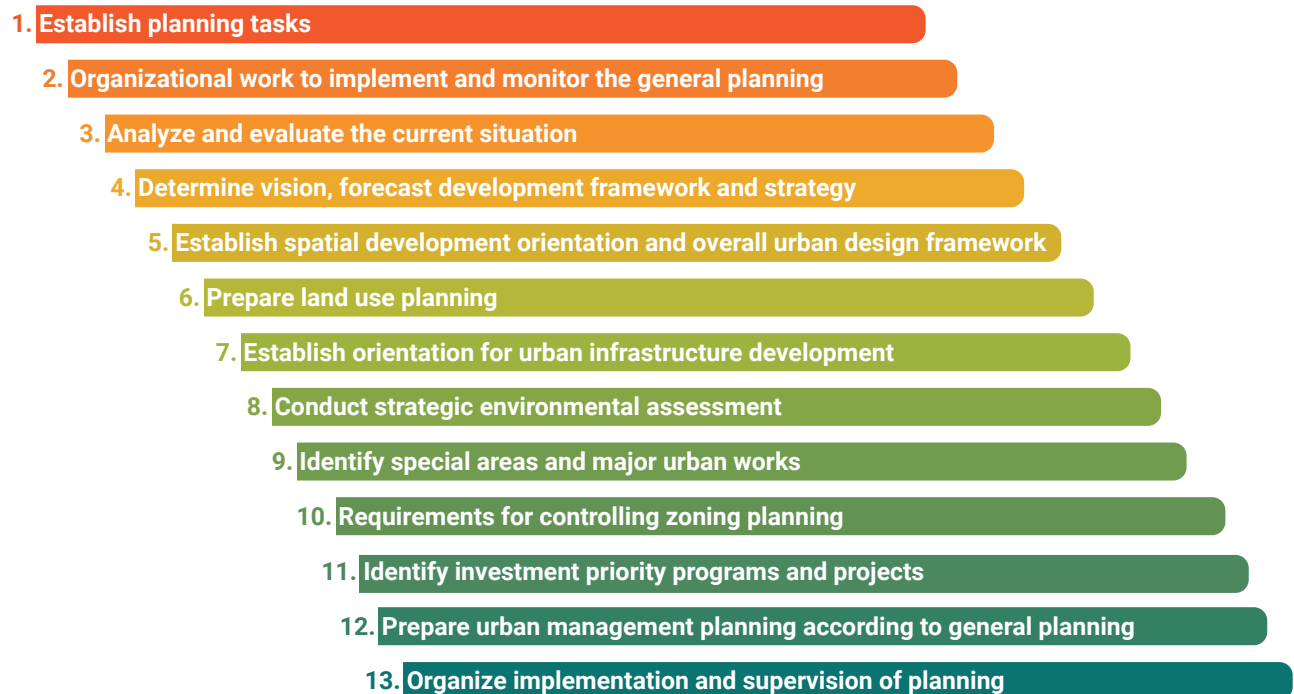 1. Establish planning tasks
2. Organizational work to implement and monitor the general planning
3. Analyze and evaluate the current situation
4. Determine vision, forecast development framework and strategy
5. Establish spatial development orientation and overall urban design framework
6. Prepare land use planning
7. Establish orientation for urban infrastructure development
8. Conduct strategic environmental assessment
9. Identify special areas and major urban works
10. Requirements for controlling zoning planning
11. Identify investment priority programs and projects
12. Prepare urban management planning according to general planning
13. Organize implementation and supervision of planning